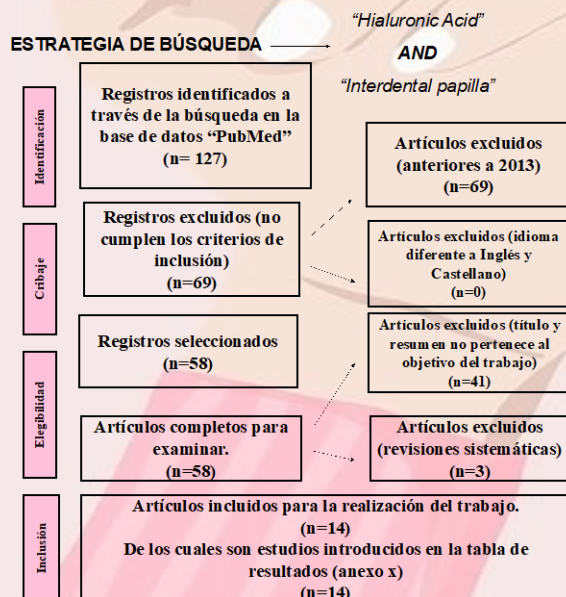 “Hialuronic Acid”
ESTRATEGIA DE BÚSQUEDA
AND
“Interdental papilla”
Identificación
Registros identificados a
través de la búsqueda en la
base de datos “PubMed”
(n= 127)
Artículos excluidos
(anteriores a 2013)
(n=69)
Cribaje
Registros excluidos (no
cumplen los criterios de
inclusión)
(n=69)
Artículos excluidos (idioma
diferente a Inglés y
Castellano)
(n=0)
Registros seleccionados
(n=58)
Artículos excluidos (título y
resumen no pertenece al
objetivo del trabajo)
(n=41)
Elegibilidad
Artículos completos para
examinar.
(n=58)
Artículos excluidos
(revisiones sistemáticas)
(n=3)
Inclusión
Artículos incluidos para la realización del trabajo.
(n=14)
De los cuales son estudios introducidos en la tabla de
resultados (anexo x)
(n=14)